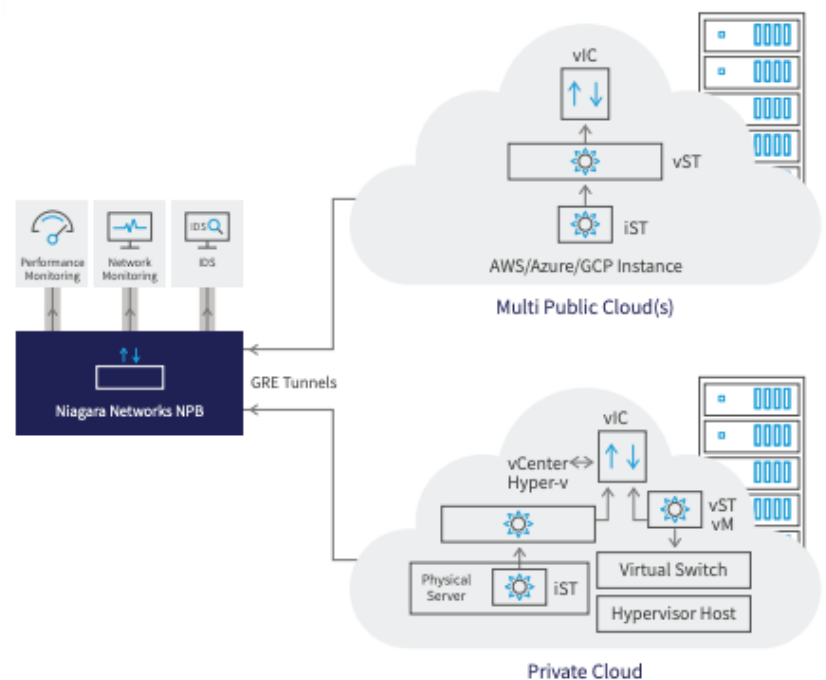 vIC
vST
iST
AWS/Azure/GCP Instance
Multi Public Cloud(s)
Performance
Monitoring
Network
Monitoring
IDS
IDS
GRE Tunnels
Niagara Networks NPB
vIC
vCenter
Hyper-v
vST
vM
Physical
Server
iST
Virtual Switch
Hypervisor Host
Private Cloud